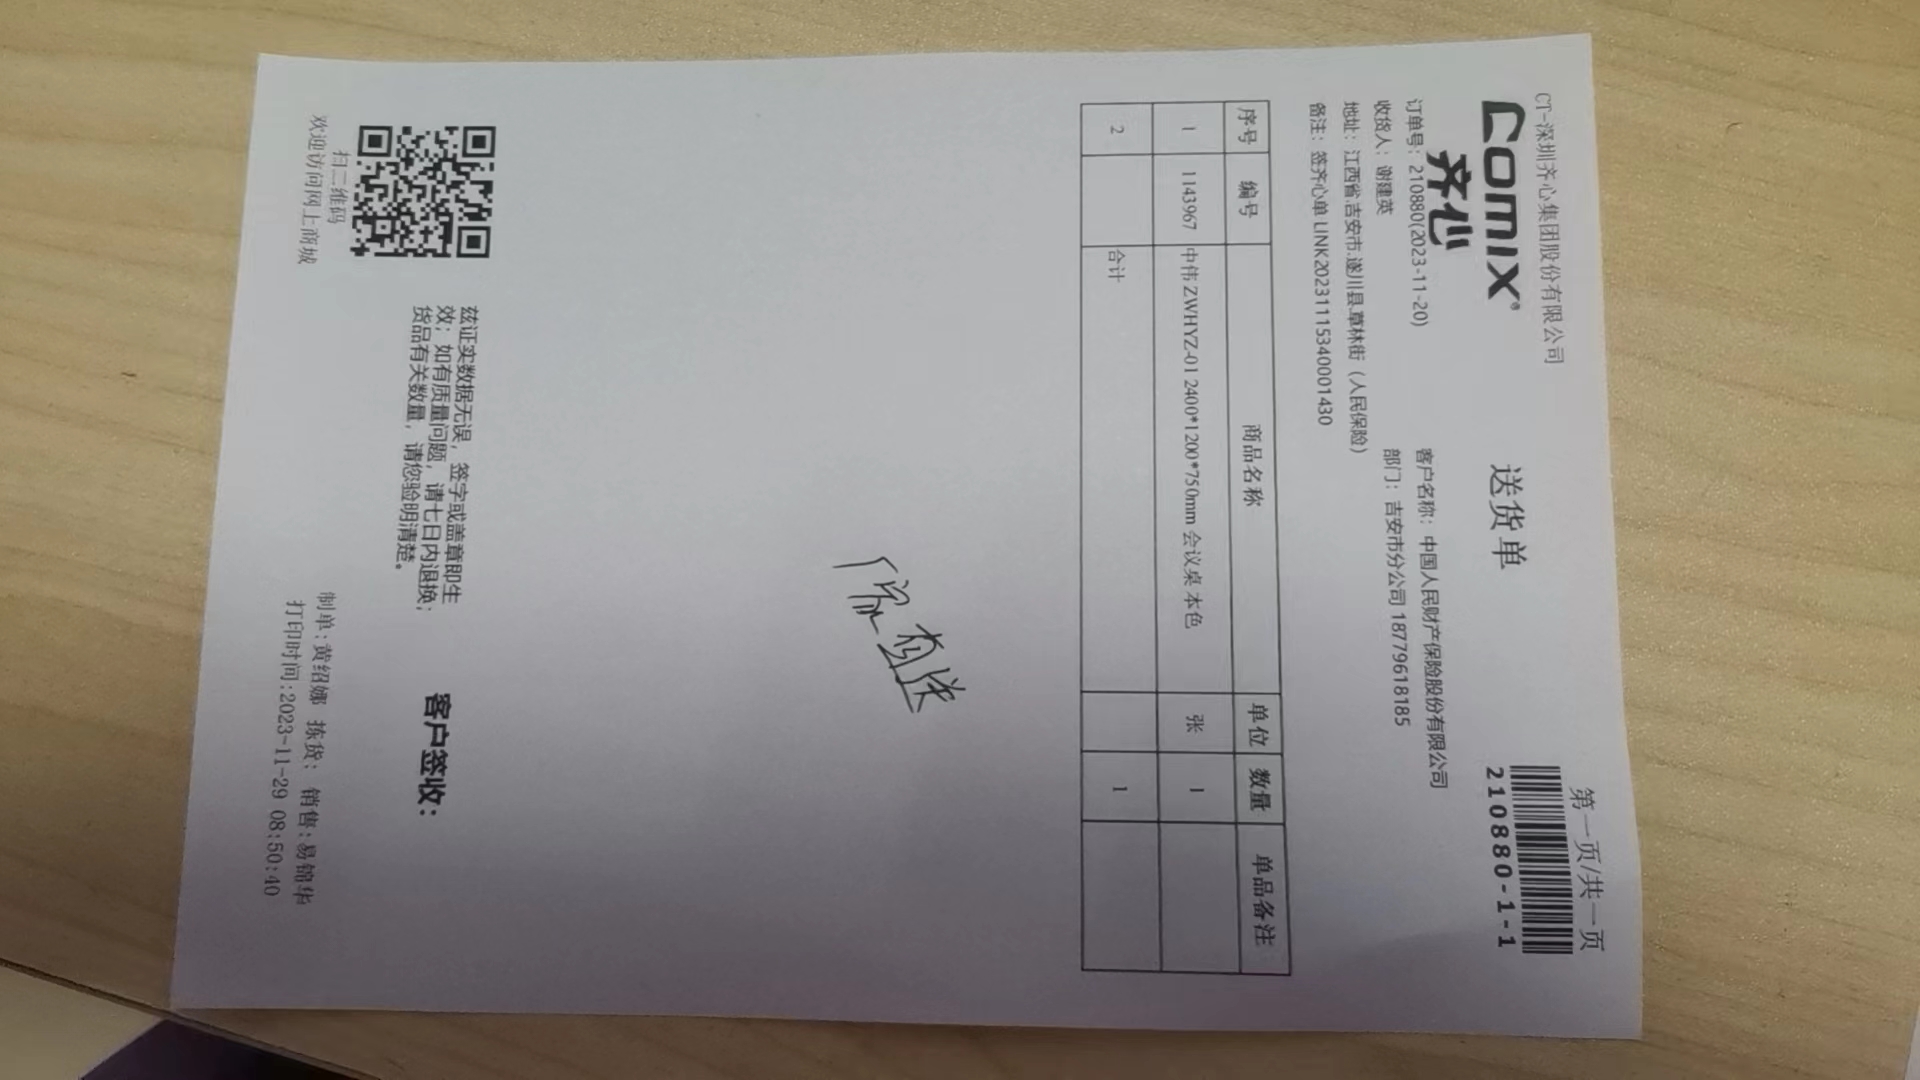 CT-深圳齐心集团股份有限公司
第一页/共一页
COMIX®
齐心
送货单
210880-1-1
订单号：210880(2023-11-20)
客户名称：中国人民财产保险股份有限公司
收货人：谢建英
部门：吉安市分公司 18779618185
地址：江西省.吉安市.遂川县.草林街（人民保险）
备注：签齐心单 LINK20231115340001430
序号 编号 商品名称 单位 数量 单品备注
1 1143967 中伟 ZWHYZ-01 2400*1200*750mm 会议桌 本色 张 1
2 合计 1
扫二维码
欢迎访问网上商城
兹证实数据无误，签字或盖章即生
效；如有质量问题，请七日内退换；
货品有关数量，请您验明清楚。
客户签收：
制单:黄绍娜 拣货: 销售:易锦华
打印时间:2023-11-29 08:50:40